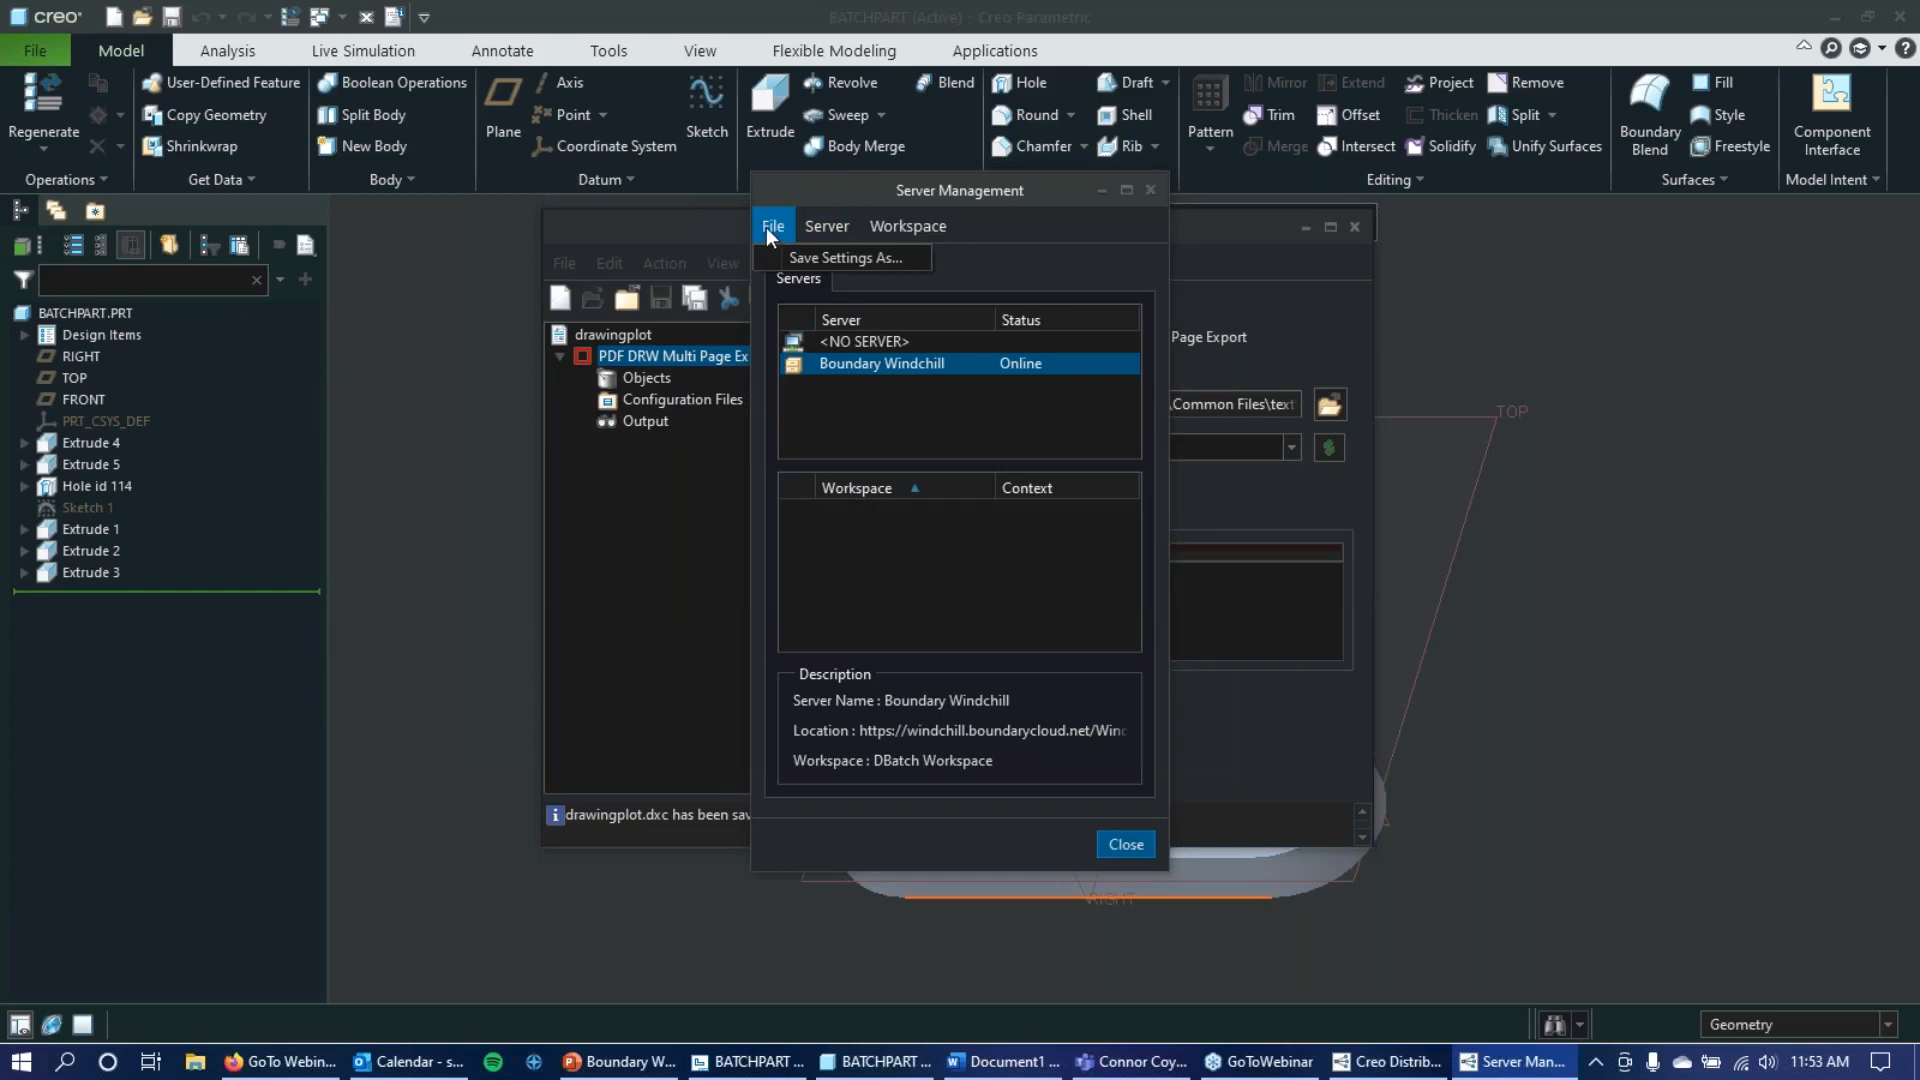 creo
BATCHPART (Active) - Creo Parametric
File Model Analysis Live Simulation Annotate Tools View Flexible Modeling Applications
Regenerate
Operations
User-Defined Feature
Copy Geometry
Shrinkwrap
Get Data
Boolean Operations
Split Body
New Body
Body
Plane
Axis
Point
Coordinate System
Sketch
Datum
Extrude
Revolve
Sweep
Body Merge
Blend
Hole
Round
Chamfer
Draft
Shell
Rib
Pattern
Mirror Extend Project Remove
Trim Offset Thicken Split
Merge Intersect Solidify Unify Surfaces
Editing
Boundary
Blend
Fill
Style
Freestyle
Surfaces
Component
Interface
Model Intent
BATCHPART.PRT
Design Items
RIGHT
TOP
FRONT
PRT_CSYS_DEF
Extrude 4
Extrude 5
Hole id 114
Sketch 1
Extrude 1
Extrude 2
Extrude 3
File Edit Action View
drawingplot
PDF DRW Multi Page Ex
Objects
Configuration Files
Output
drawingplot.dxc has been sav
Server Management
File Server Workspace
Save Settings As...
Servers
Server Status
<NO SERVER>
Boundary Windchill Online
Workspace Context
Description
Server Name : Boundary Windchill
Location : https://windchill.boundarycloud.net/Winc
Workspace : DBatch Workspace
Close
Page Export
\Common Files\text
TOP
RIGHT
Geometry
GoTo Webin... Calendar - s... Boundary W... BATCHPART ... BATCHPART ... Document1 ... Connor Coy... GoToWebinar Creo Distrib... Server Man... 11:53 AM